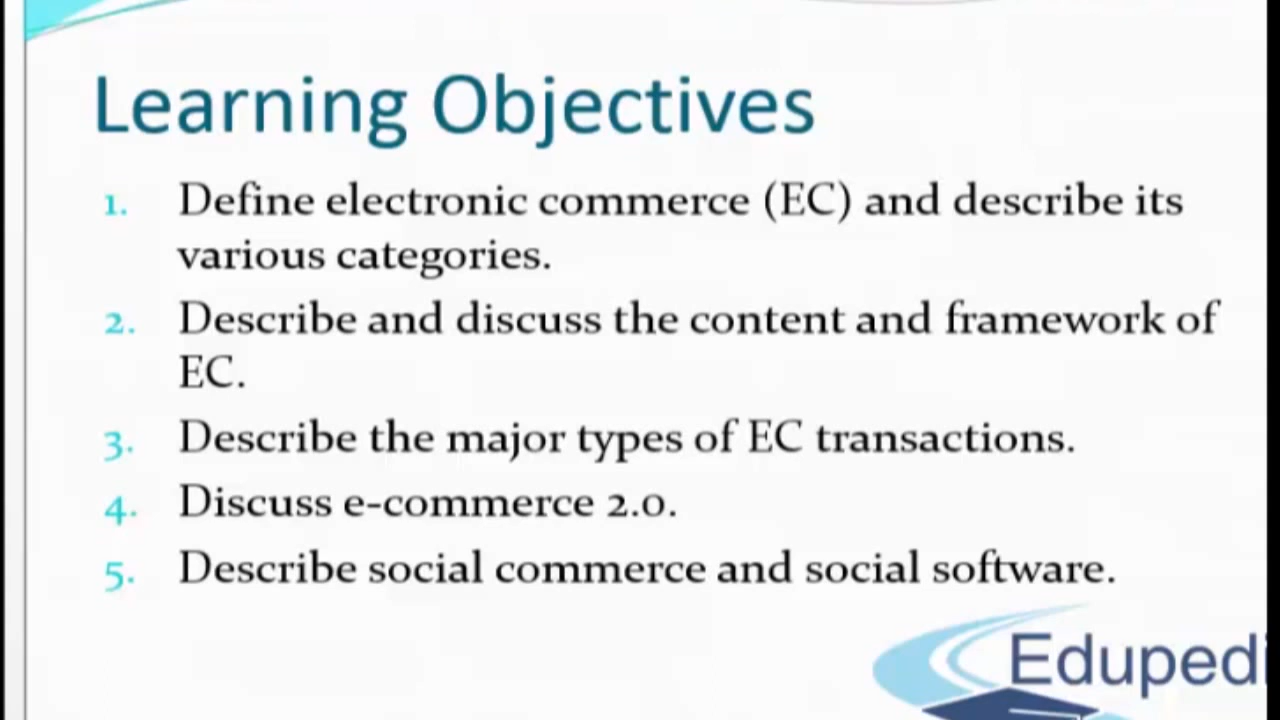 Learning Objectives
1. Define electronic commerce (EC) and describe its
various categories.
2. Describe and discuss the content and framework of
EC.
3. Describe the major types of EC transactions.
4. Discuss e-commerce 2.0.
5. Describe social commerce and social software.
Edupedi